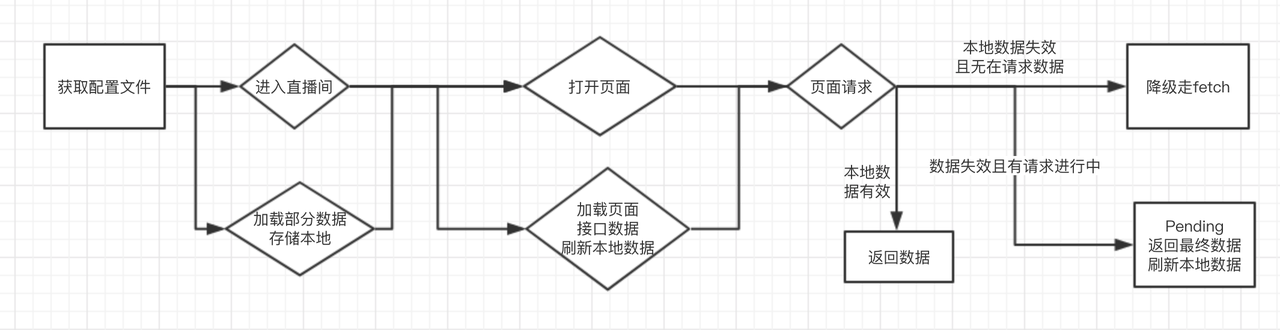 获取配置文件
进入直播间
加载部分数据
存储本地
打开页面
加载页面
接口数据
刷新本地数据
页面请求
本地数据失效
且无在请求数据
降级走fetch
本地数
据有效
返回数据
数据失效且有请求进行中
Pending
返回最终数据
刷新本地数据